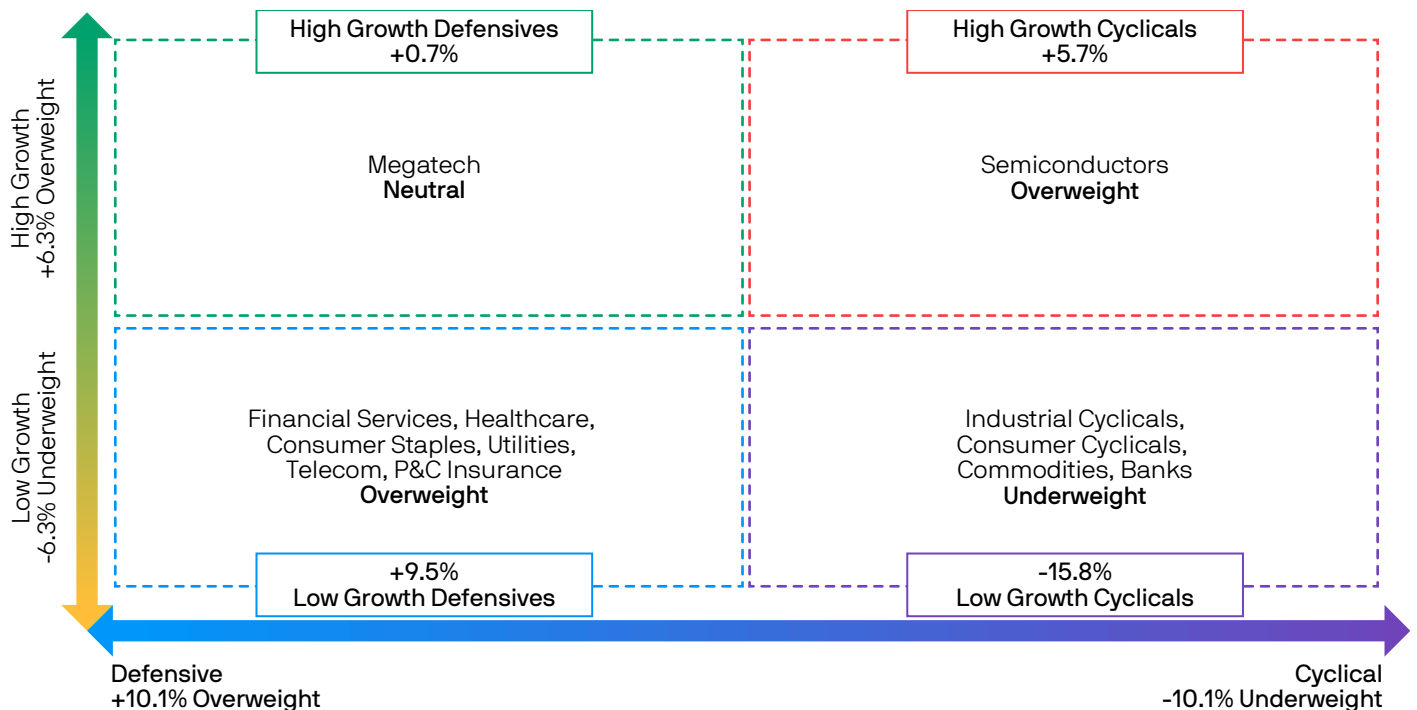 High Growth Defensives
+0.7%
High Growth Cyclicals
+5.7%
High Growth
+6.3% Overweight
Megatech
Neutral
Semiconductors
Overweight
Low Growth
-6.3% Underweight
Financial Services, Healthcare,
Consumer Staples, Utilities,
Telecom, P&C Insurance
Overweight
Industrial Cyclicals,
Consumer Cyclicals,
Commodities, Banks
Underweight
+9.5%
Low Growth Defensives
-15.8%
Low Growth Cyclicals
Defensive
+10.1% Overweight
Cyclical
-10.1% Underweight